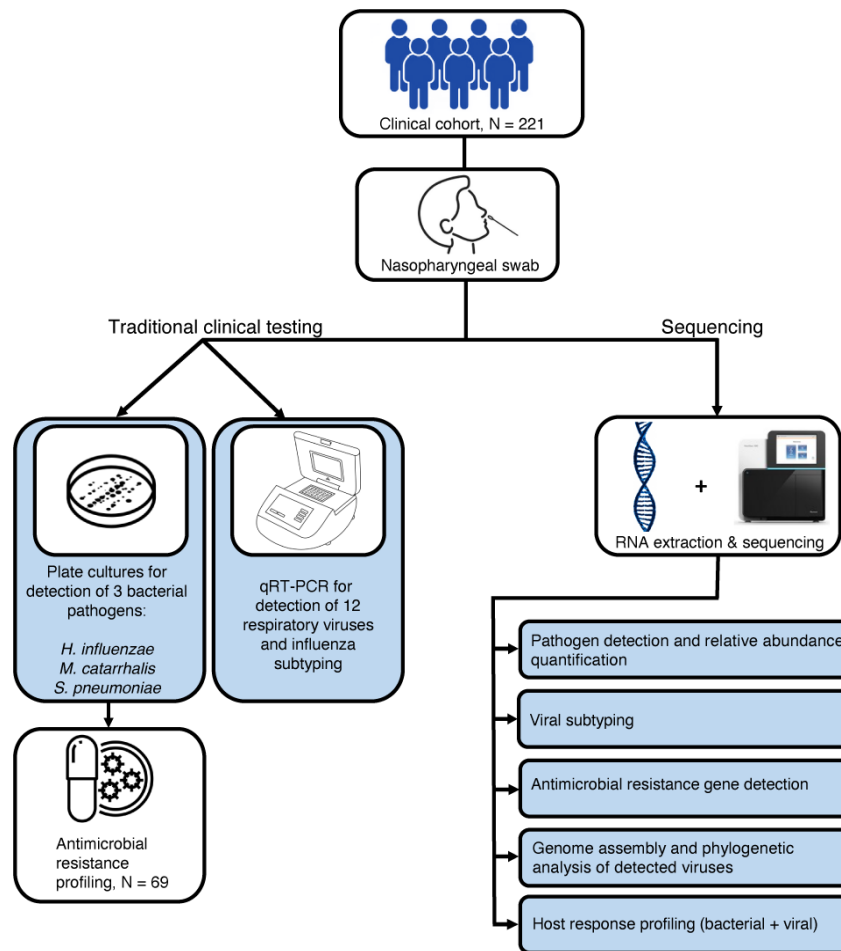 Clinical cohort, N = 221
Nasopharyngeal swab
Traditional clinical testing
Sequencing
Plate cultures for
detection of 3 bacterial
pathogens:
H. influenzae
M. catarrhalis
S. pneumoniae
qRT-PCR for
detection of 12
respiratory viruses
and influenza
subtyping
+
RNA extraction & sequencing
Antimicrobial
resistance
profiling, N = 69
Pathogen detection and relative abundance
quantification
Viral subtyping
Antimicrobial resistance gene detection
Genome assembly and phylogenetic
analysis of detected viruses
Host response profiling (bacterial + viral)